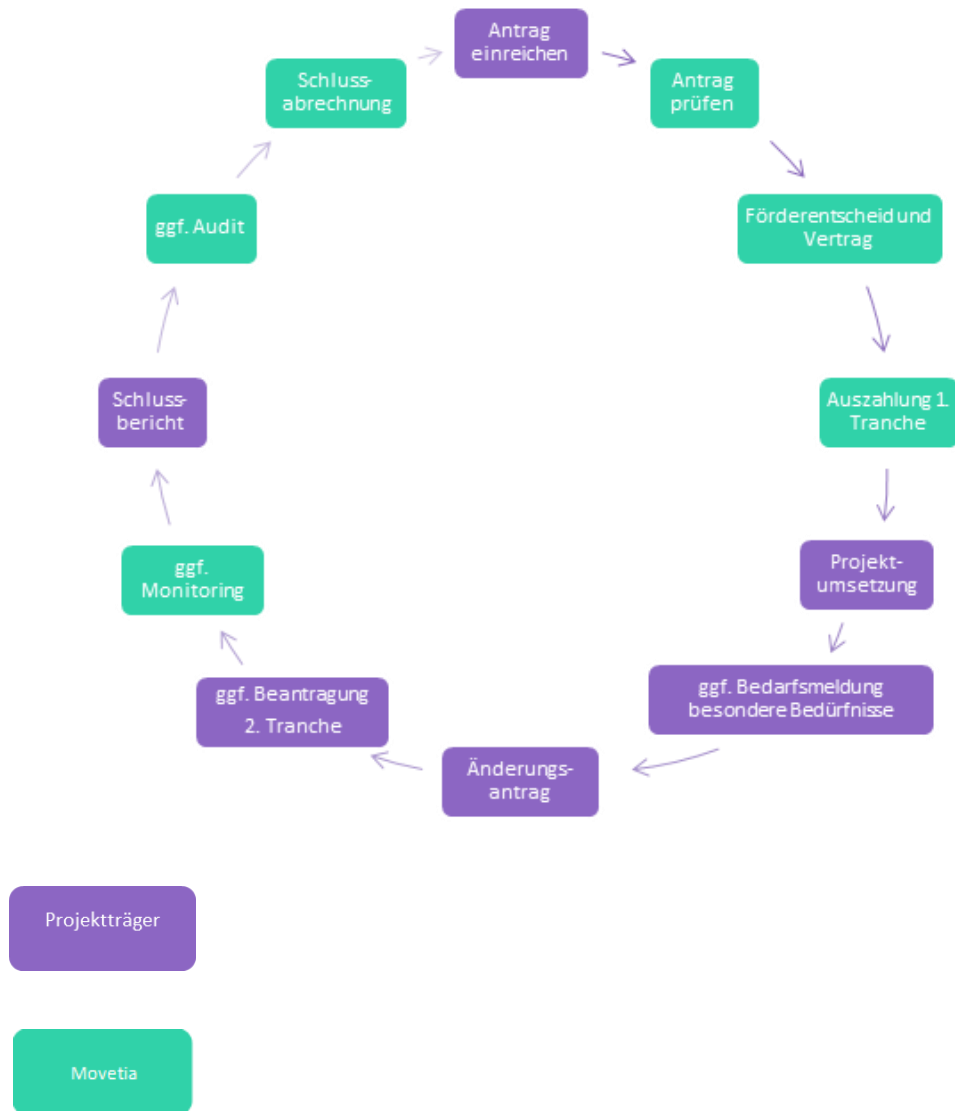 Antrag
einreichen
Antrag
prüfen
Förderentscheid und
Vertrag
Auszahlung 1.
Tranche
Projekt-
umsetzung
ggf. Bedarfsmeldung
besondere Bedürfnisse
Änderungs-
antrag
ggf. Beantragung
2. Tranche
ggf.
Monitoring
Schluss-
bericht
ggf. Audit
Schluss-
abrechnung
Projektträger
Movetia